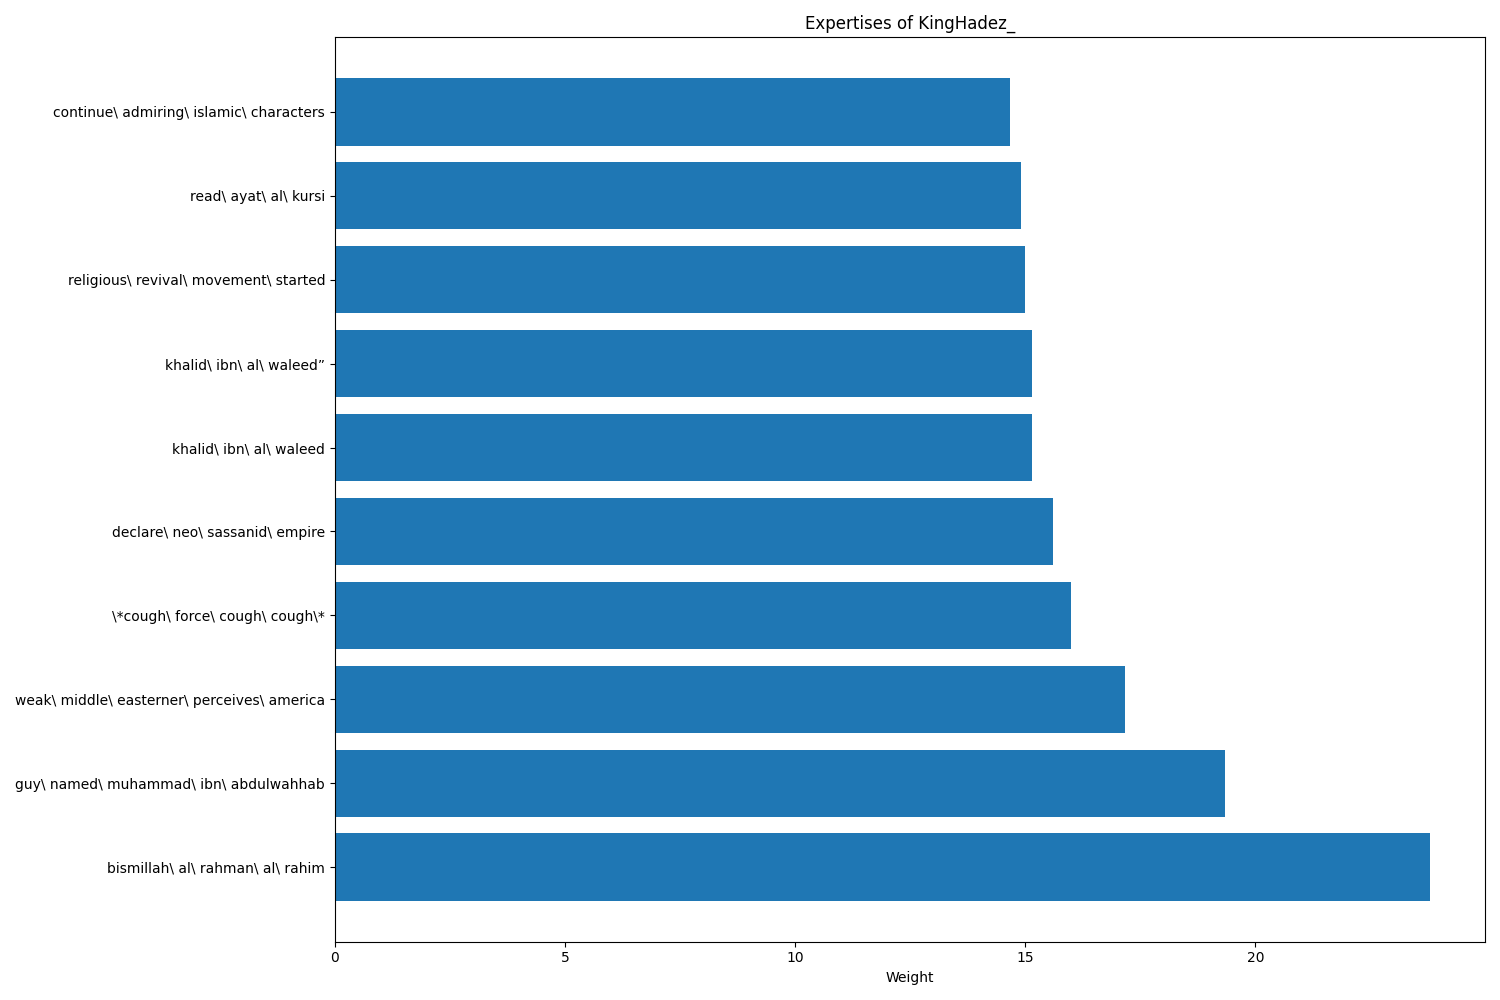 Expertises of KingHadez_
continue\ admiring\ islamic\ characters
read\ ayat\ al\ kursi
religious\ revival\ movement\ started
khalid\ ibn\ al\ waleed”
khalid\ ibn\ al\ waleed
declare\ neo\ sassanid\ empire
\*cough\ force\ cough\ cough\*
weak\ middle\ easterner\ perceives\ america
guy\ named\ muhammad\ ibn\ abdulwahhab
bismillah\ al\ rahman\ al\ rahim
0 5 10 15 20
Weight